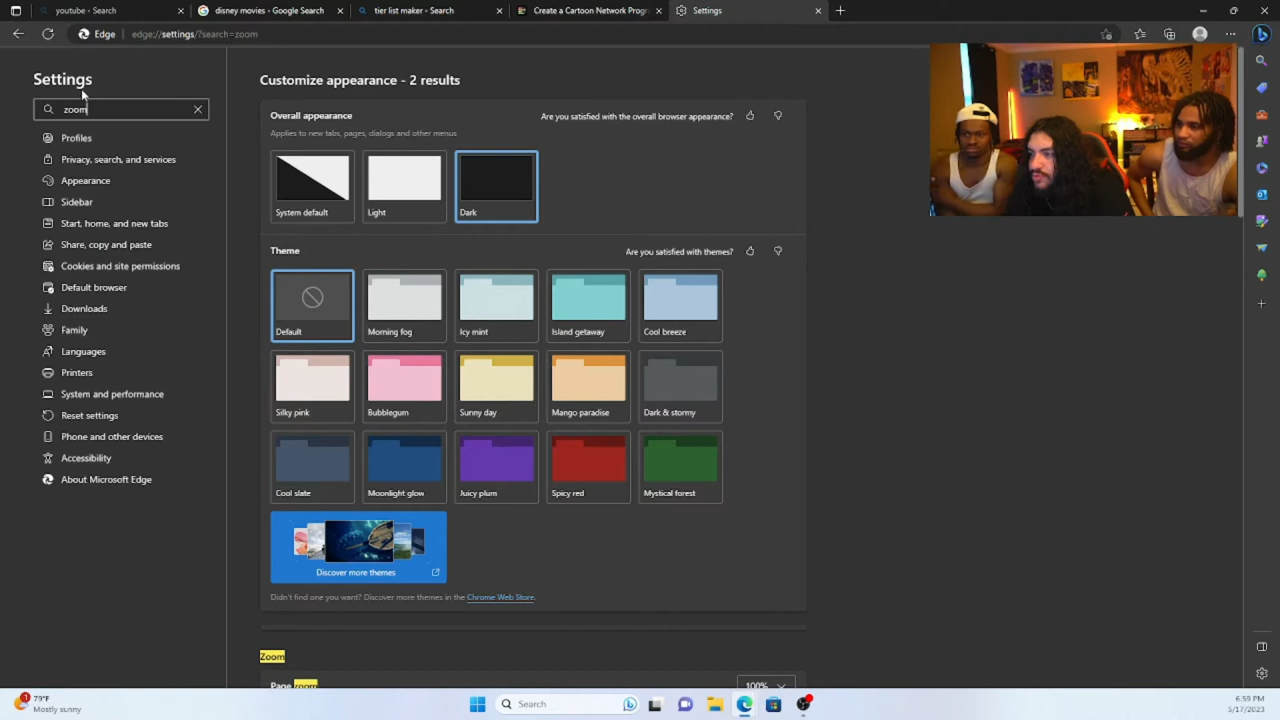 youtube - Search
disney movies - Google Search
tier list maker - Search
Create a Cartoon Network Progr
Settings
Edge
edge://settings/?search=zoom
Settings
zoom
Profiles
Privacy, search, and services
Appearance
Sidebar
Start, home, and new tabs
Share, copy and paste
Cookies and site permissions
Default browser
Downloads
Family
Languages
Printers
System and performance
Reset settings
Phone and other devices
Accessibility
About Microsoft Edge
Customize appearance - 2 results
Overall appearance
Are you satisfied with the overall browser appearance?
Applies to new tabs, pages, dialogs and other menus
System default
Light
Dark
Theme
Are you satisfied with themes?
Default
Morning fog
Icy mint
Island getaway
Cool breeze
Silky pink
Bubblegum
Sunny day
Mango paradise
Dark & stormy
Cool slate
Moonlight glow
Juicy plum
Spicy red
Mystical forest
Discover more themes
Didn't find one you want? Discover more themes in the Chrome Web Store.
Zoom
Page zoom
100%
1
79°F
Mostly sunny
Search
6:59 PM
5/17/2023